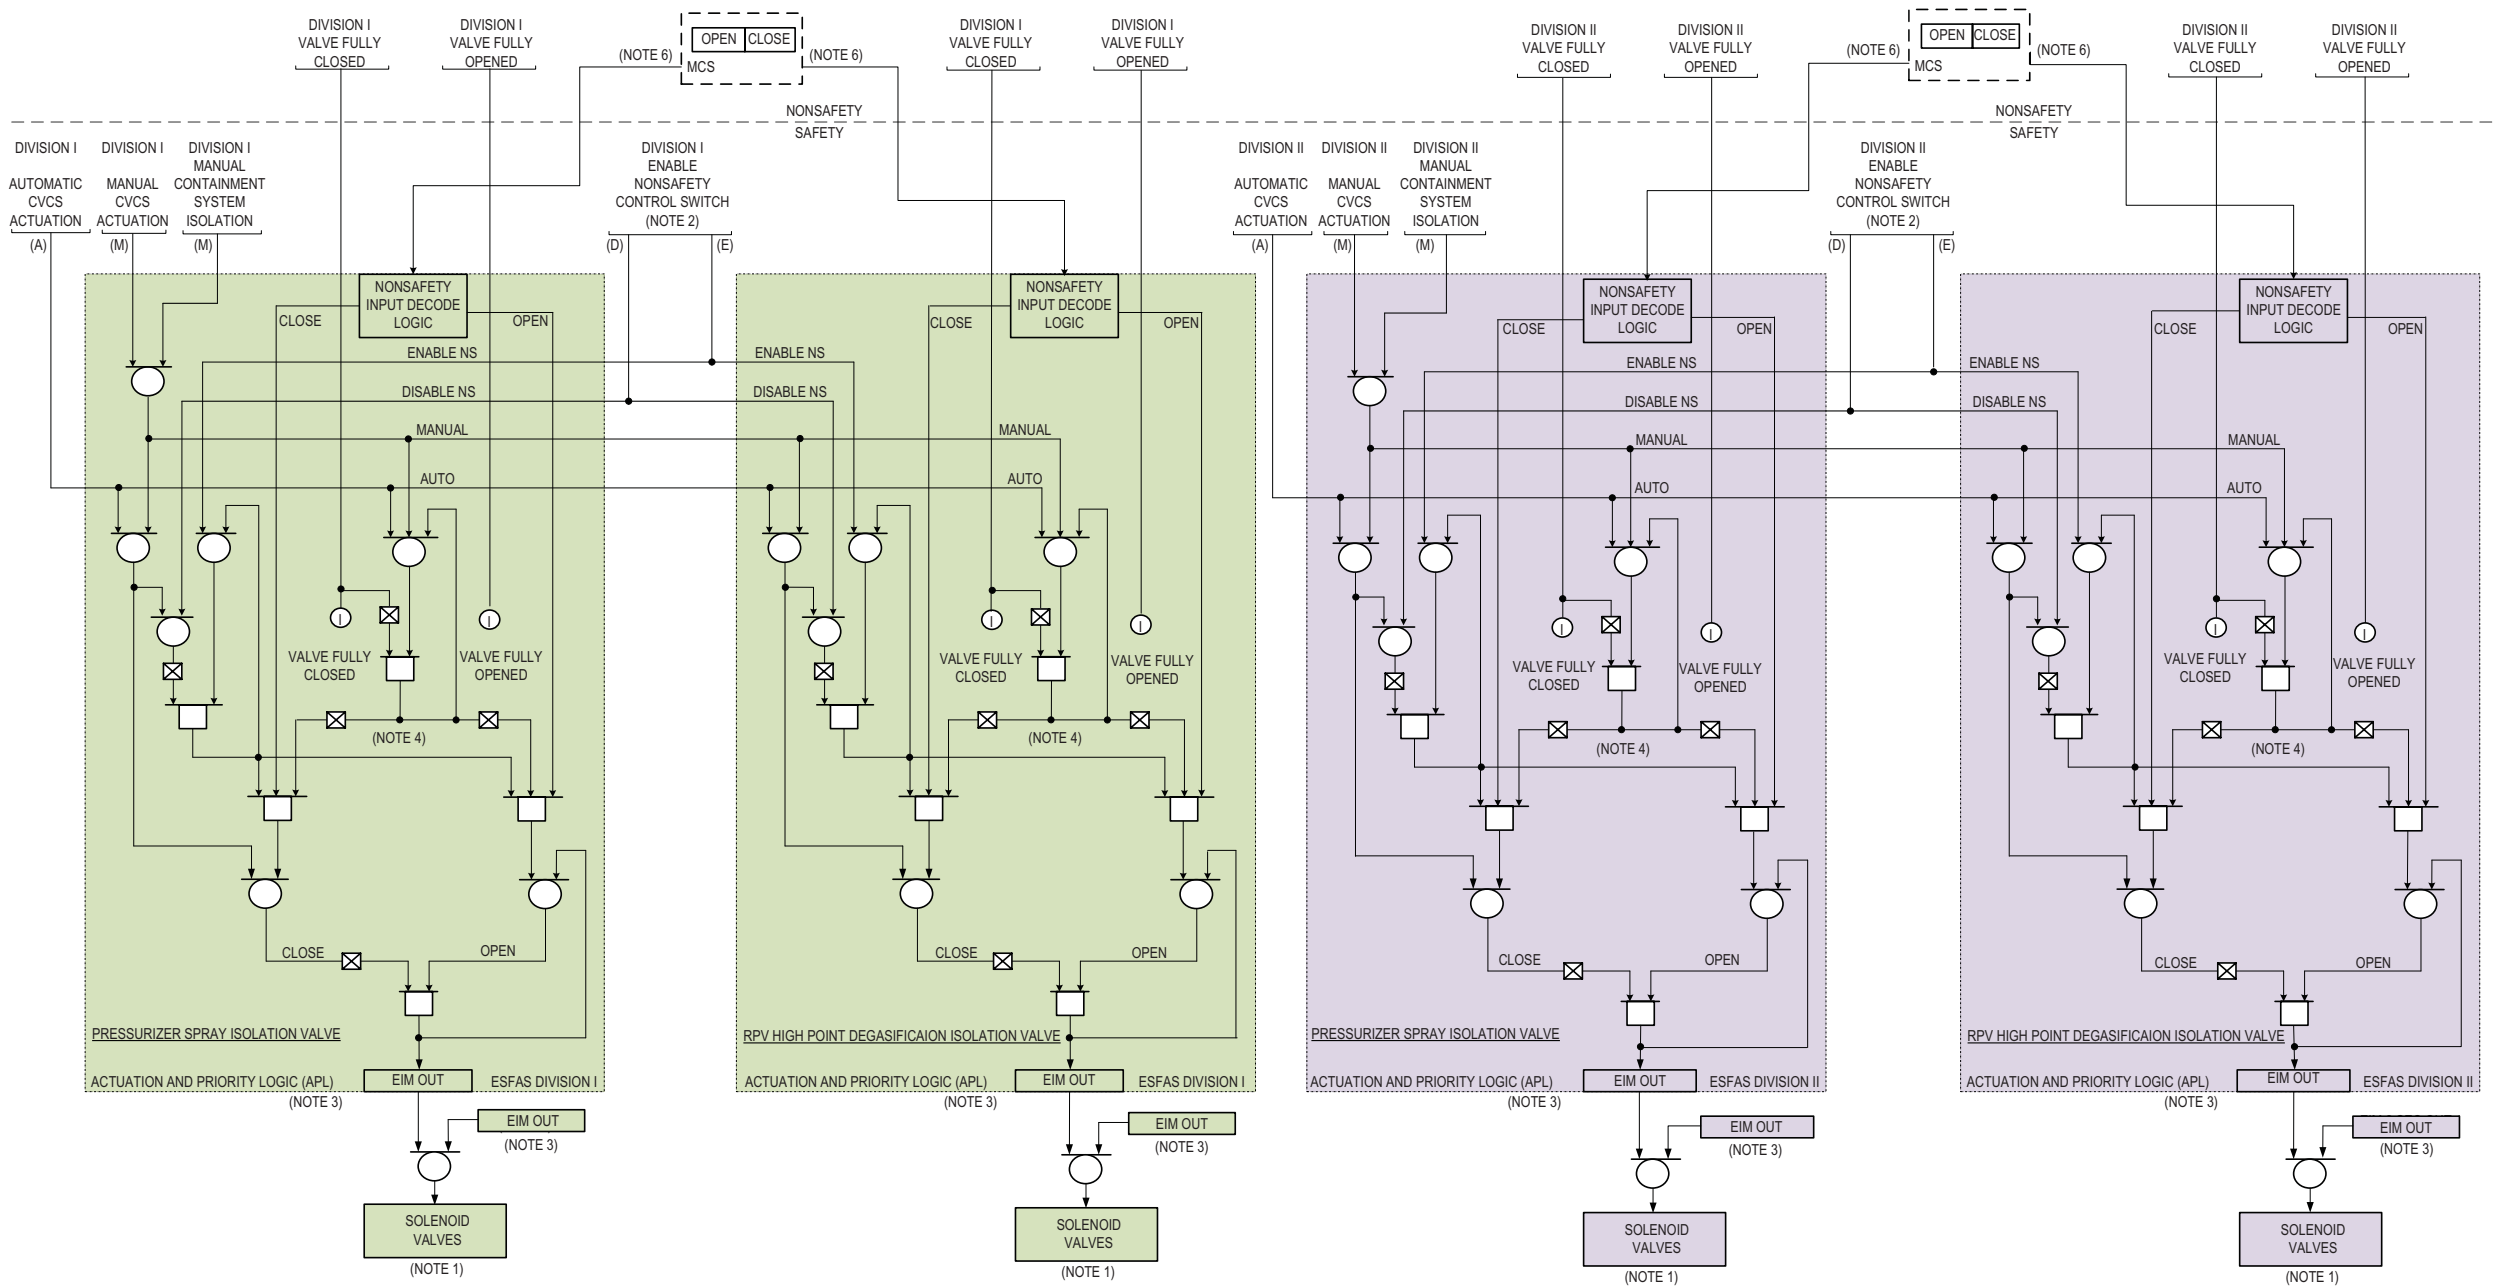 DIVISION I
VALVE FULLY
CLOSED
DIVISION I
VALVE FULLY
OPENED
(NOTE 6)
OPEN
CLOSE
MCS
(NOTE 6)
DIVISION I
VALVE FULLY
CLOSED
DIVISION I
VALVE FULLY
OPENED
DIVISION II
VALVE FULLY
CLOSED
DIVISION II
VALVE FULLY
OPENED
(NOTE 6)
OPEN
CLOSE
MCS
(NOTE 6)
DIVISION II
VALVE FULLY
CLOSED
DIVISION II
VALVE FULLY
OPENED
NONSAFETY
SAFETY
NONSAFETY
SAFETY
DIVISION I
AUTOMATIC
CVCS
ACTUATION
(A)
DIVISION I
MANUAL
CVCS
ACTUATION
(M)
DIVISION I
MANUAL
CONTAINMENT
SYSTEM
ISOLATION
(M)
DIVISION I
ENABLE
NONSAFETY
CONTROL SWITCH
(NOTE 2)
(D)
(E)
DIVISION II
AUTOMATIC
CVCS
ACTUATION
(A)
DIVISION II
MANUAL
CVCS
ACTUATION
(M)
DIVISION II
MANUAL
CONTAINMENT
SYSTEM
ISOLATION
(M)
DIVISION II
ENABLE
NONSAFETY
CONTROL SWITCH
(NOTE 2)
(D)
(E)
NONSAFETY
INPUT DECODE
LOGIC
CLOSE
OPEN
ENABLE NS
DISABLE NS
MANUAL
AUTO
I
I
VALVE FULLY
CLOSED
VALVE FULLY
OPENED
(NOTE 4)
CLOSE
OPEN
PRESSURIZER SPRAY ISOLATION VALVE
ACTUATION AND PRIORITY LOGIC (APL)
EIM OUT
ESFAS DIVISION I
(NOTE 3)
EIM OUT
(NOTE 3)
SOLENOID
VALVES
(NOTE 1)
NONSAFETY
INPUT DECODE
LOGIC
CLOSE
OPEN
ENABLE NS
DISABLE NS
MANUAL
AUTO
I
I
VALVE FULLY
CLOSED
VALVE FULLY
OPENED
(NOTE 4)
CLOSE
OPEN
RPV HIGH POINT DEGASIFICAION ISOLATION VALVE
ACTUATION AND PRIORITY LOGIC (APL)
EIM OUT
ESFAS DIVISION I
(NOTE 3)
EIM OUT
(NOTE 3)
SOLENOID
VALVES
(NOTE 1)
NONSAFETY
INPUT DECODE
LOGIC
CLOSE
OPEN
ENABLE NS
DISABLE NS
MANUAL
AUTO
I
I
VALVE FULLY
CLOSED
VALVE FULLY
OPENED
(NOTE 4)
CLOSE
OPEN
PRESSURIZER SPRAY ISOLATION VALVE
ACTUATION AND PRIORITY LOGIC (APL)
EIM OUT
ESFAS DIVISION II
(NOTE 3)
EIM OUT
(NOTE 3)
SOLENOID
VALVES
(NOTE 1)
NONSAFETY
INPUT DECODE
LOGIC
CLOSE
OPEN
ENABLE NS
DISABLE NS
MANUAL
AUTO
I
I
VALVE FULLY
CLOSED
VALVE FULLY
OPENED
(NOTE 4)
CLOSE
OPEN
RPV HIGH POINT DEGASIFICAION ISOLATION VALVE
ACTUATION AND PRIORITY LOGIC (APL)
EIM OUT
ESFAS DIVISION II
(NOTE 3)
EIM OUT
(NOTE 3)
SOLENOID
VALVES
(NOTE 1)